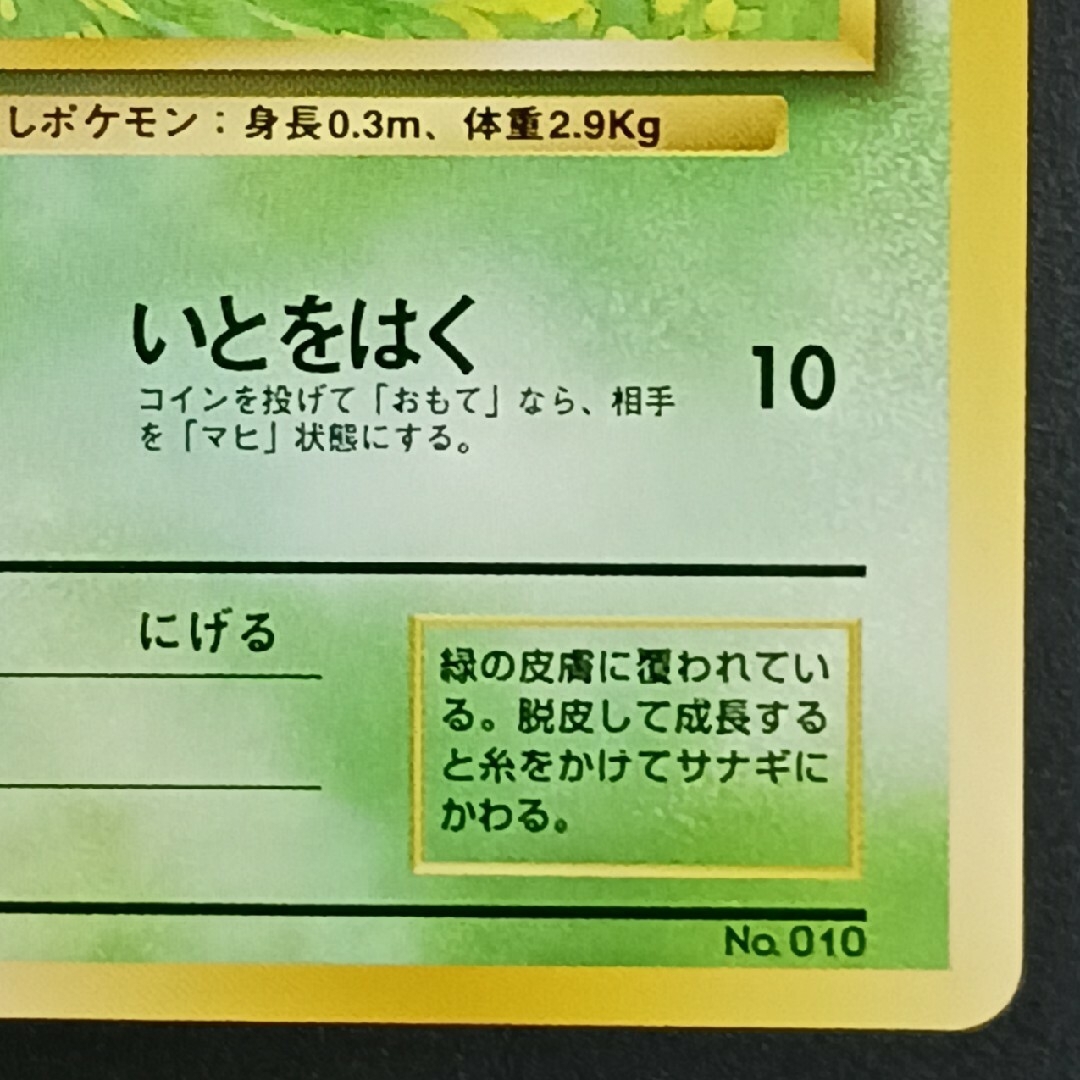 しポケモン：身長0.3m、体重2.9Kg
いとをはく
10
コインを投げて「おもて」なら、相手
を「マヒ」状態にする。
にげる
緑の皮膚に覆われてい
る。脱皮して成長する
と糸をかけてサナギに
かわる。
No. 010